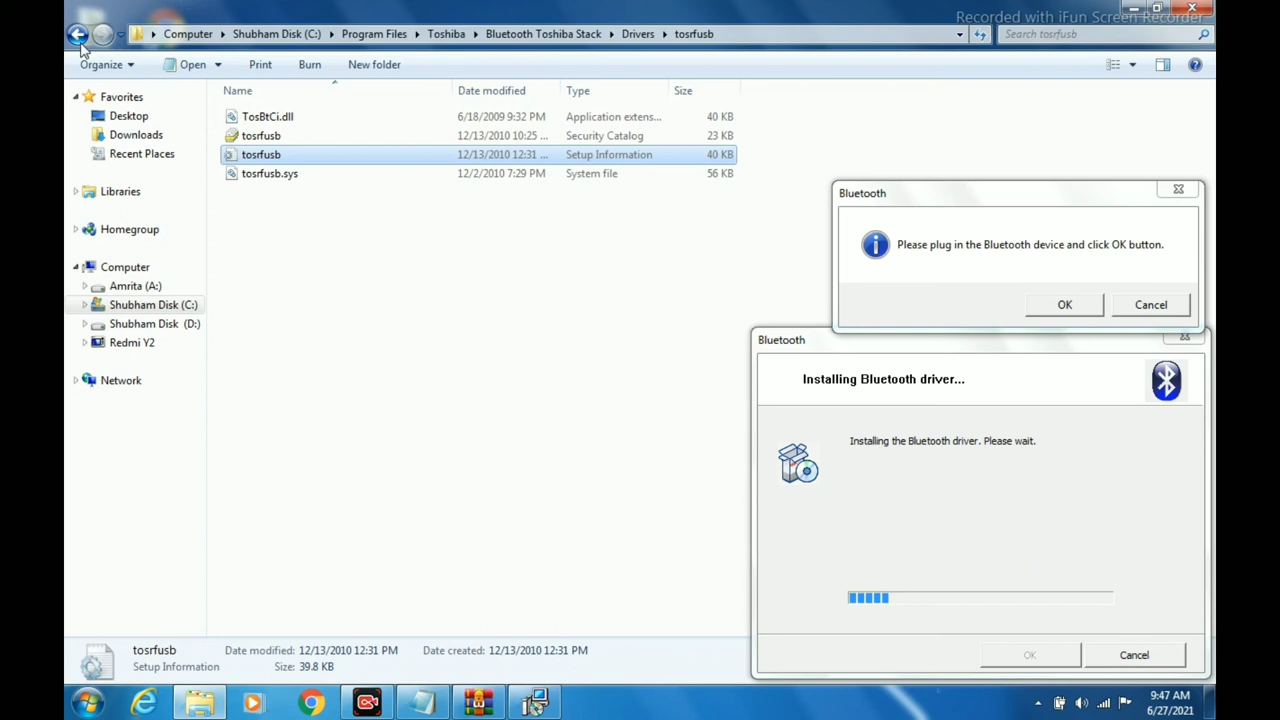 Recorded with iFun Screen Recorder
Computer Shubham Disk (C:) Program Files Toshiba Bluetooth Toshiba Stack Drivers tosrfusb
Search tosrfusb
Organize Open Print Burn New folder
Name Date modified Type Size
TosBtCi.dll 6/18/2009 9:32 PM Application extens... 40 KB
tosrfusb 12/13/2010 10:25 ... Security Catalog 23 KB
tosrfusb 12/13/2010 12:31 ... Setup Information 40 KB
tosrfusb.sys 12/2/2010 7:29 PM System file 56 KB
Favorites
Desktop
Downloads
Recent Places
Libraries
Homegroup
Computer
Amrita (A:)
Shubham Disk (C:)
Shubham Disk (D:)
Redmi Y2
Network
Bluetooth
Please plug in the Bluetooth device and click OK button.
OK Cancel
Bluetooth
Installing Bluetooth driver...
Installing the Bluetooth driver. Please wait.
OK Cancel
tosrfusb Date modified: 12/13/2010 12:31 PM Date created: 12/13/2010 12:31 PM
Setup Information Size: 39.8 KB
9:47 AM
6/27/2021